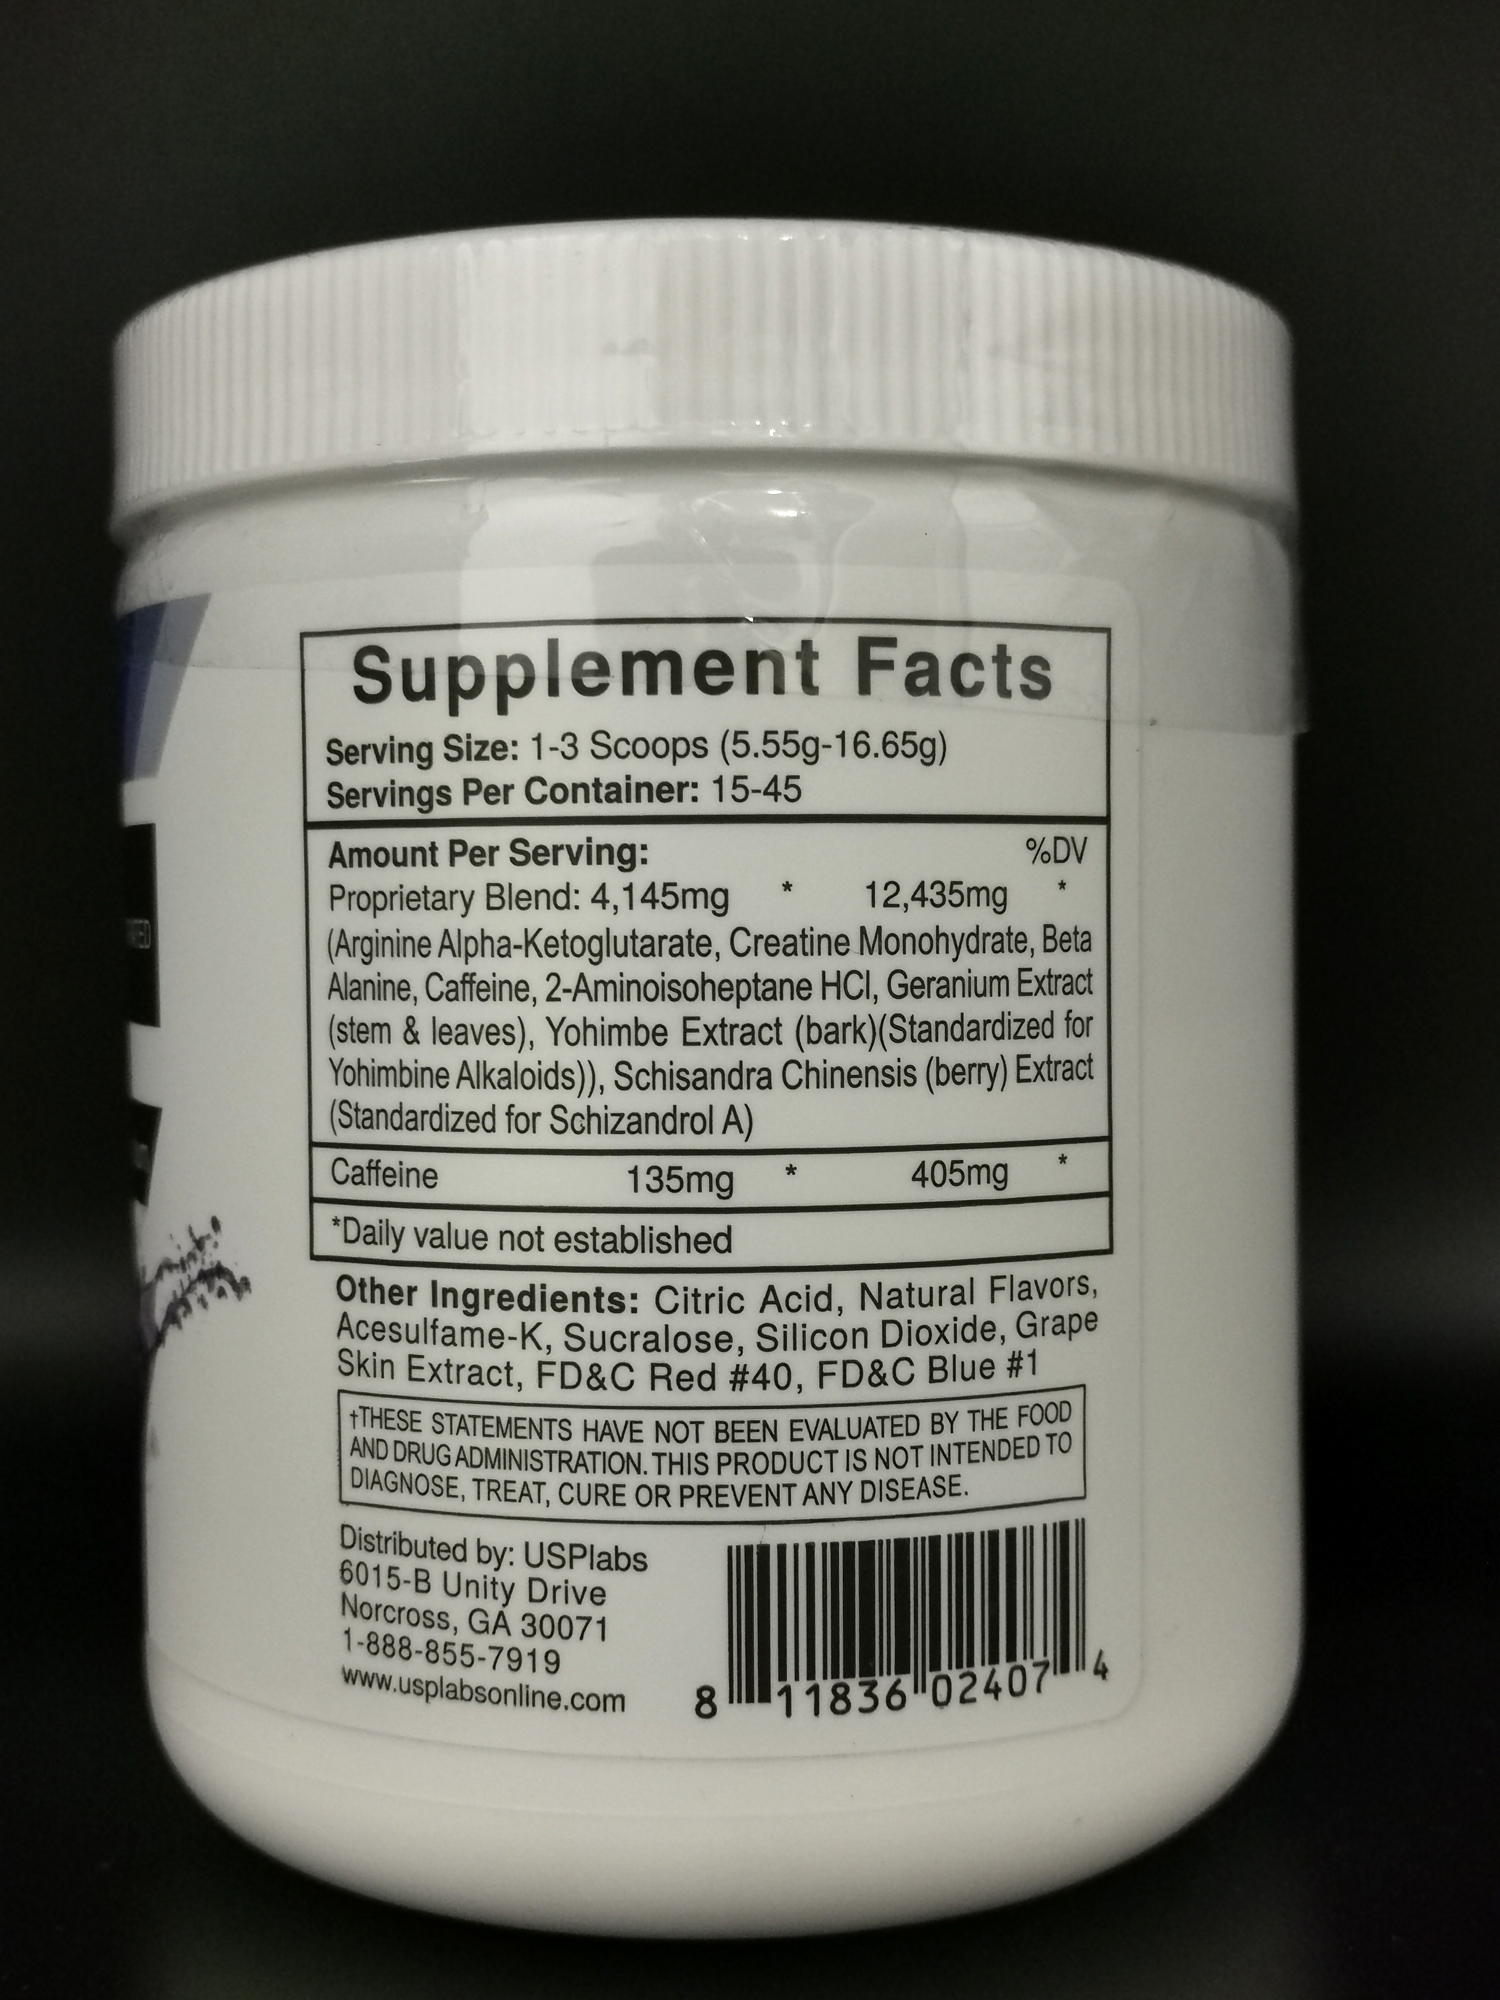 Supplement Facts
Serving Size: 1-3 Scoops (5.55g-16.65g)
Servings Per Container: 15-45
Amount Per Serving: %DV
Proprietary Blend: 4,145mg * 12,435mg *
(Arginine Alpha-Ketoglutarate, Creatine Monohydrate, Beta
Alanine, Caffeine, 2-Aminoisoheptane HCl, Geranium Extract
(stem & leaves), Yohimbe Extract (bark)(Standardized for
Yohimbine Alkaloids)), Schisandra Chinensis (berry) Extract
(Standardized for Schizandrol A)
Caffeine 135mg * 405mg *
*Daily value not established
Other Ingredients: Citric Acid, Natural Flavors,
Acesulfame-K, Sucralose, Silicon Dioxide, Grape
Skin Extract, FD&C Red #40, FD&C Blue #1
†THESE STATEMENTS HAVE NOT BEEN EVALUATED BY THE FOOD
AND DRUG ADMINISTRATION. THIS PRODUCT IS NOT INTENDED TO
DIAGNOSE, TREAT, CURE OR PREVENT ANY DISEASE.
Distributed by: USPlabs
6015-B Unity Drive
Norcross, GA 30071
1-888-855-7919
www.usplabsonline.com
8 11836 02407 4